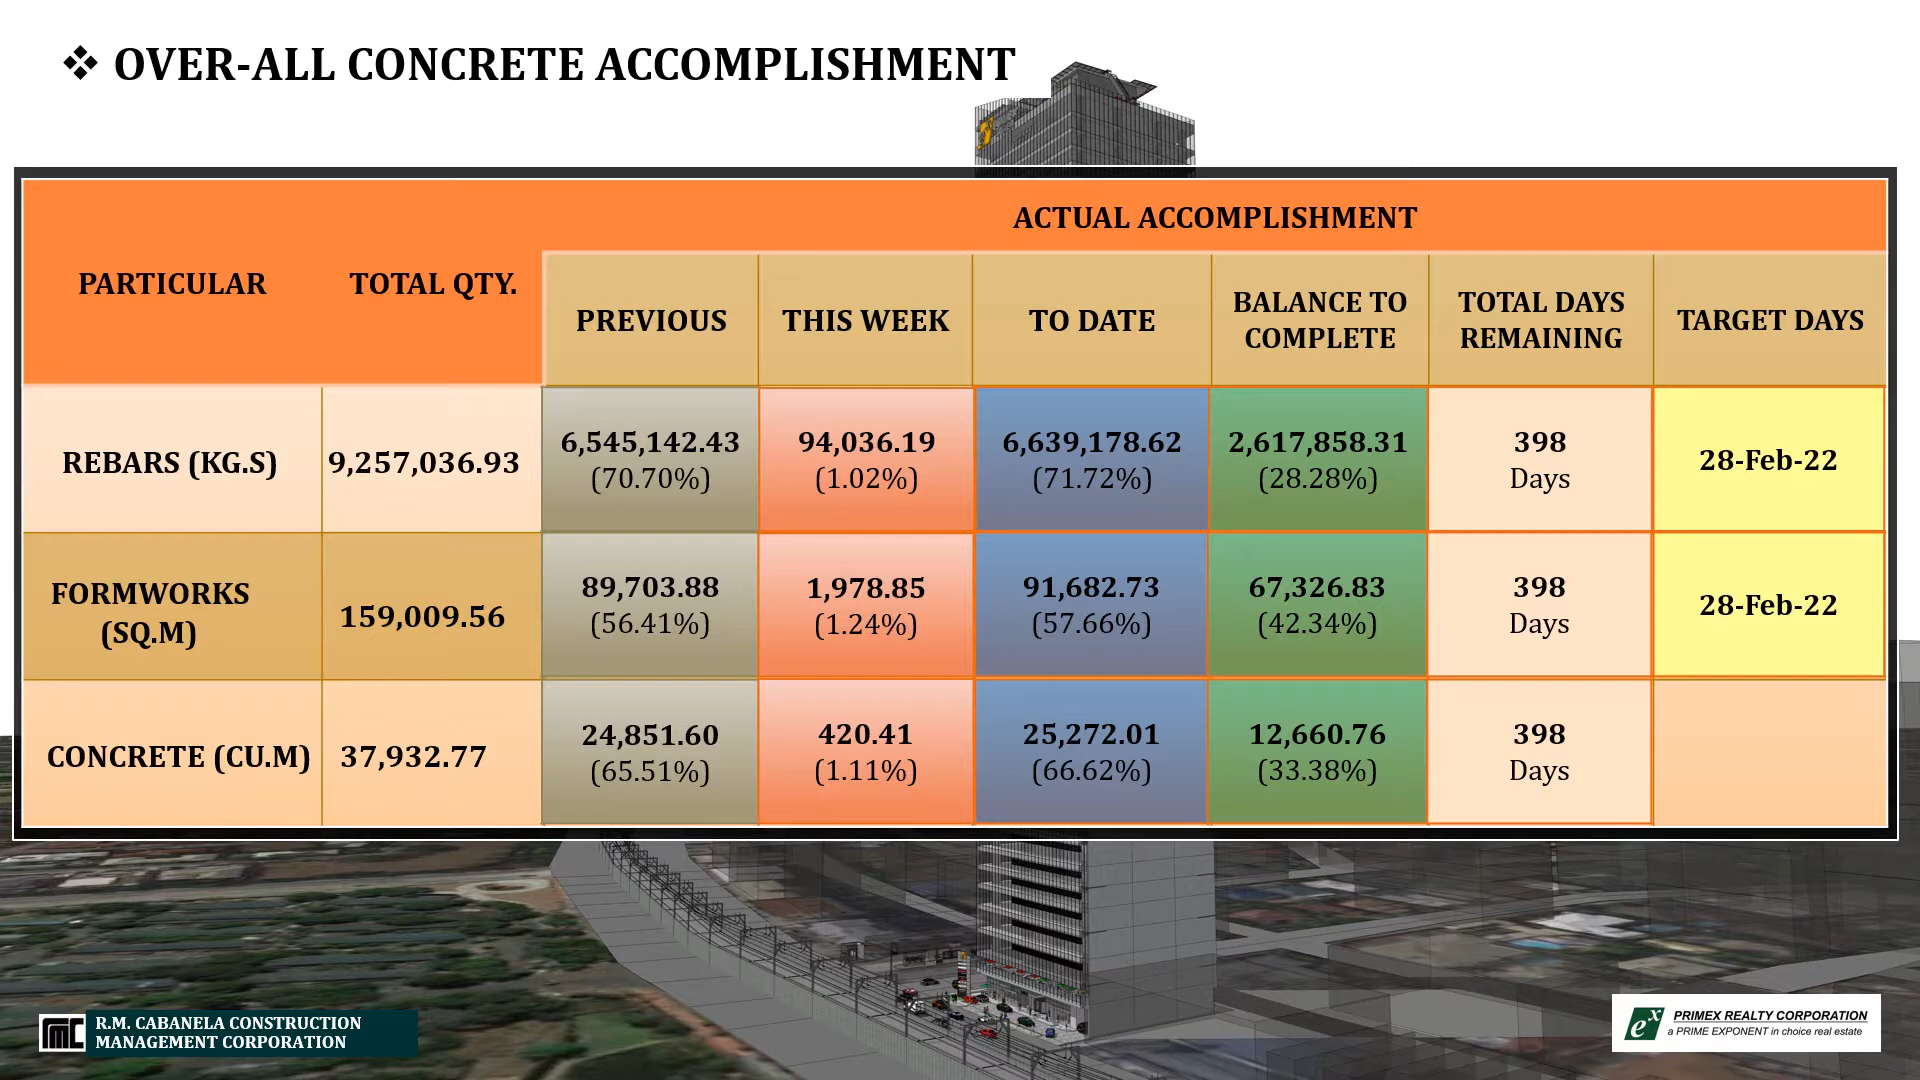 ❖ OVER-ALL CONCRETE ACCOMPLISHMENT
ACTUAL ACCOMPLISHMENT
PARTICULAR
TOTAL QTY.
PREVIOUS
THIS WEEK
TO DATE
BALANCE TO
COMPLETE
TOTAL DAYS
REMAINING
TARGET DAYS
REBARS (KG.S)
9,257,036.93
6,545,142.43
(70.70%)
94,036.19
(1.02%)
6,639,178.62
(71.72%)
2,617,858.31
(28.28%)
398
Days
28-Feb-22
FORMWORKS
(SQ.M)
159,009.56
89,703.88
(56.41%)
1,978.85
(1.24%)
91,682.73
(57.66%)
67,326.83
(42.34%)
398
Days
28-Feb-22
CONCRETE (CU.M)
37,932.77
24,851.60
(65.51%)
420.41
(1.11%)
25,272.01
(66.62%)
12,660.76
(33.38%)
398
Days
R.M. CABANELA CONSTRUCTION
MANAGEMENT CORPORATION
ex
PRIMEX REALTY CORPORATION
a PRIME EXPONENT in choice real estate